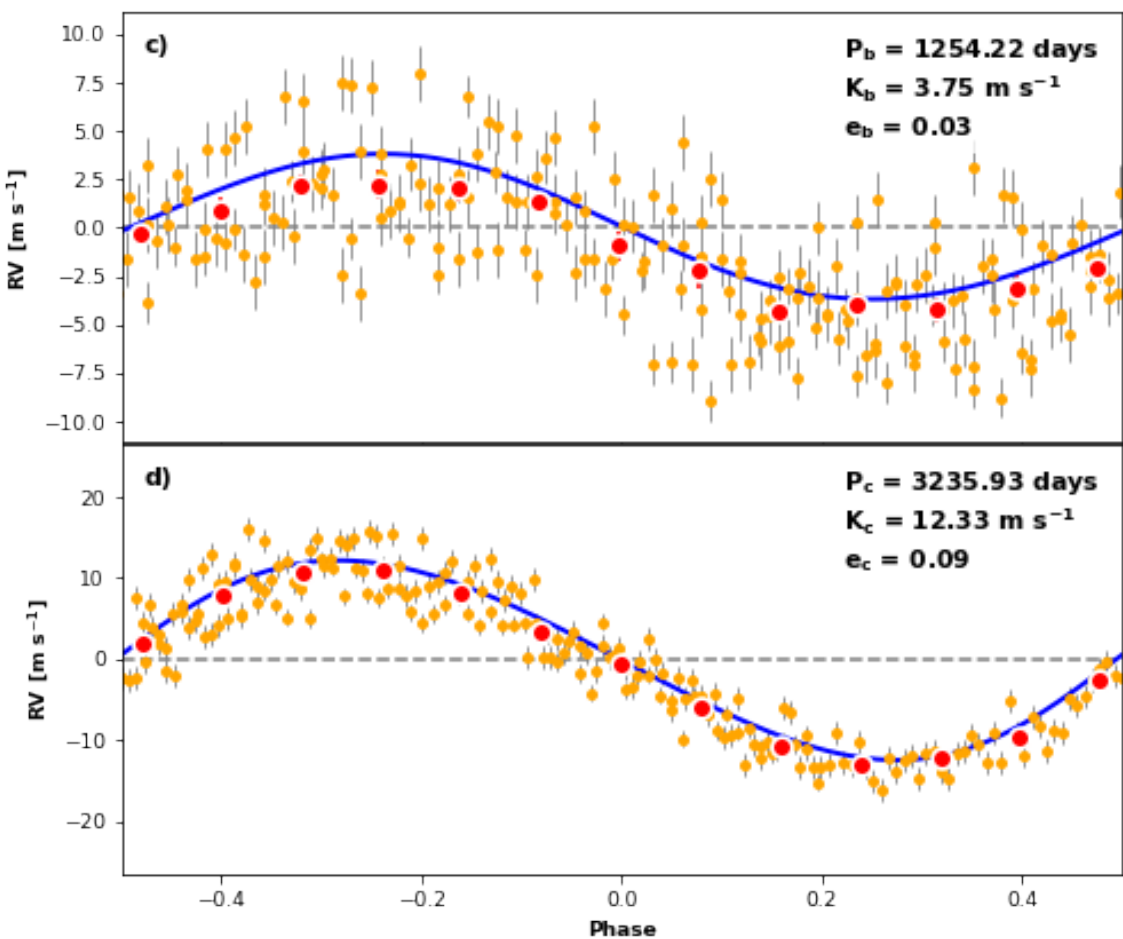 c)
P_b = 1254.22 days
K_b = 3.75 m s⁻¹
e_b = 0.03
10.0
7.5
5.0
2.5
0.0
−2.5
−5.0
−7.5
−10.0
RV [m s⁻¹]
d)
P_c = 3235.93 days
K_c = 12.33 m s⁻¹
e_c = 0.09
20
10
0
−10
−20
RV [m s⁻¹]
−0.4 −0.2 0.0 0.2 0.4
Phase